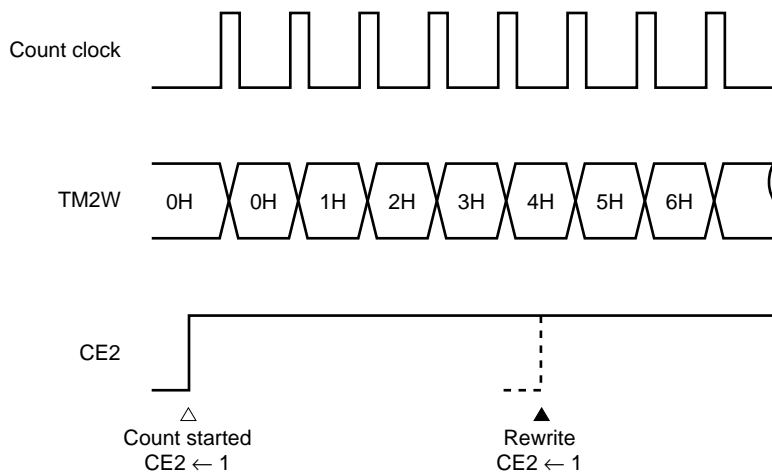 Count clock
TM2W
0H 0H 1H 2H 3H 4H 5H 6H
CE2
△ ▲
Count started Rewrite
CE2 ← 1 CE2 ← 1